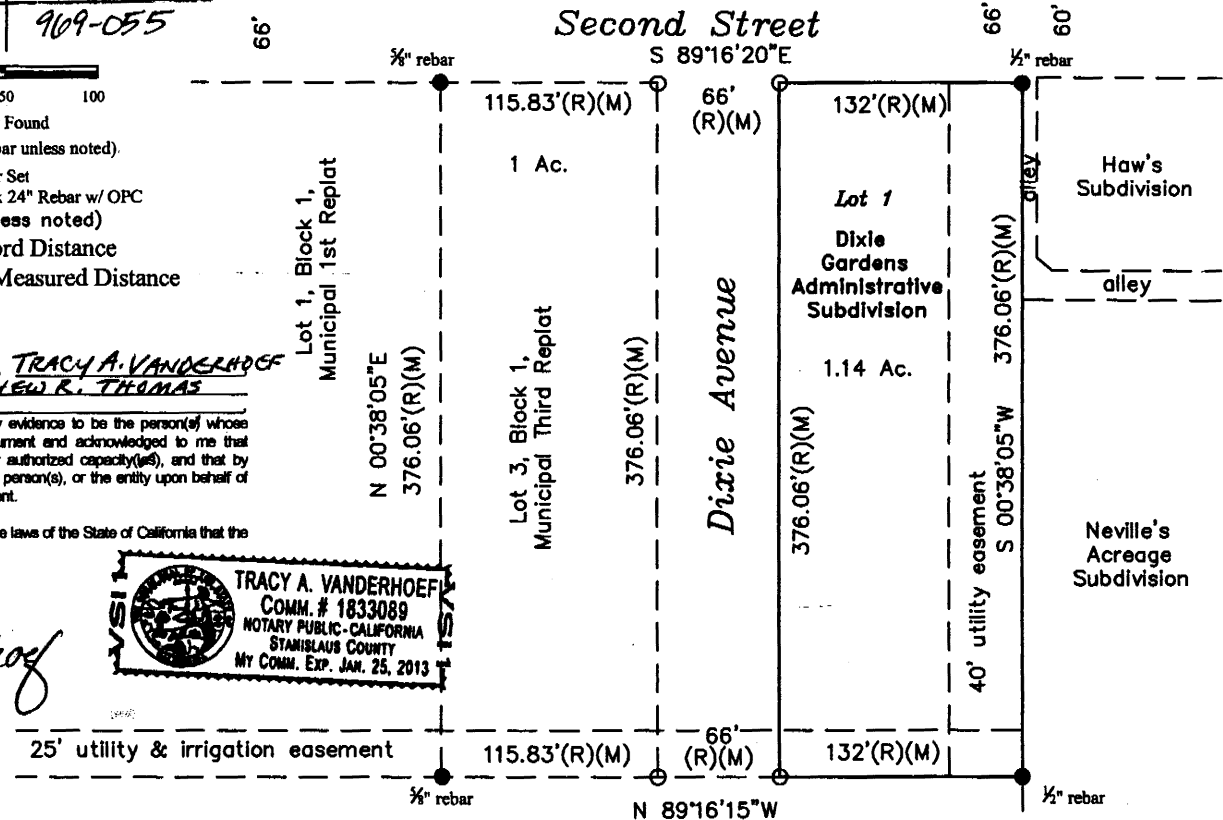 969-055
66'
Second Street
66'
60'
S 89°16'20"E
⅝" rebar
½" rebar
50 100
115.83'(R)(M)
66'
(R)(M)
132'(R)(M)
Found
unless noted)
Set
24" Rebar w/ OPC
noted)
Distance
Measured Distance
1 Ac.
Lot 1, Block 1,
Municipal 1st Replat
Lot 1
Dixie
Gardens
Administrative
Subdivision
1.14 Ac.
alley
Haw's
Subdivision
alley
376.06'(R)(M)
S 00°38'05"W
N 00°38'05"E
376.06'(R)(M)
Lot 3, Block 1,
Municipal Third Replat
376.06'(R)(M)
Dixie Avenue
376.06'(R)(M)
40' utility easement
Neville's
Acreage
Subdivision
TRACY A. VANDERHOEF
R. THOMAS
evidence to be the person(s) whose
and acknowledged to me that
authorized capacity(ies), and that by
person(s), or the entity upon behalf of
laws of the State of California that the
TRACY A. VANDERHOEF
COMM. # 1833089
NOTARY PUBLIC-CALIFORNIA
STANISLAUS COUNTY
MY COMM. EXP. JAN. 25, 2013
25' utility & irrigation easement
115.83'(R)(M)
66'
(R)(M)
132'(R)(M)
⅝" rebar
½" rebar
N 89°16'15"W